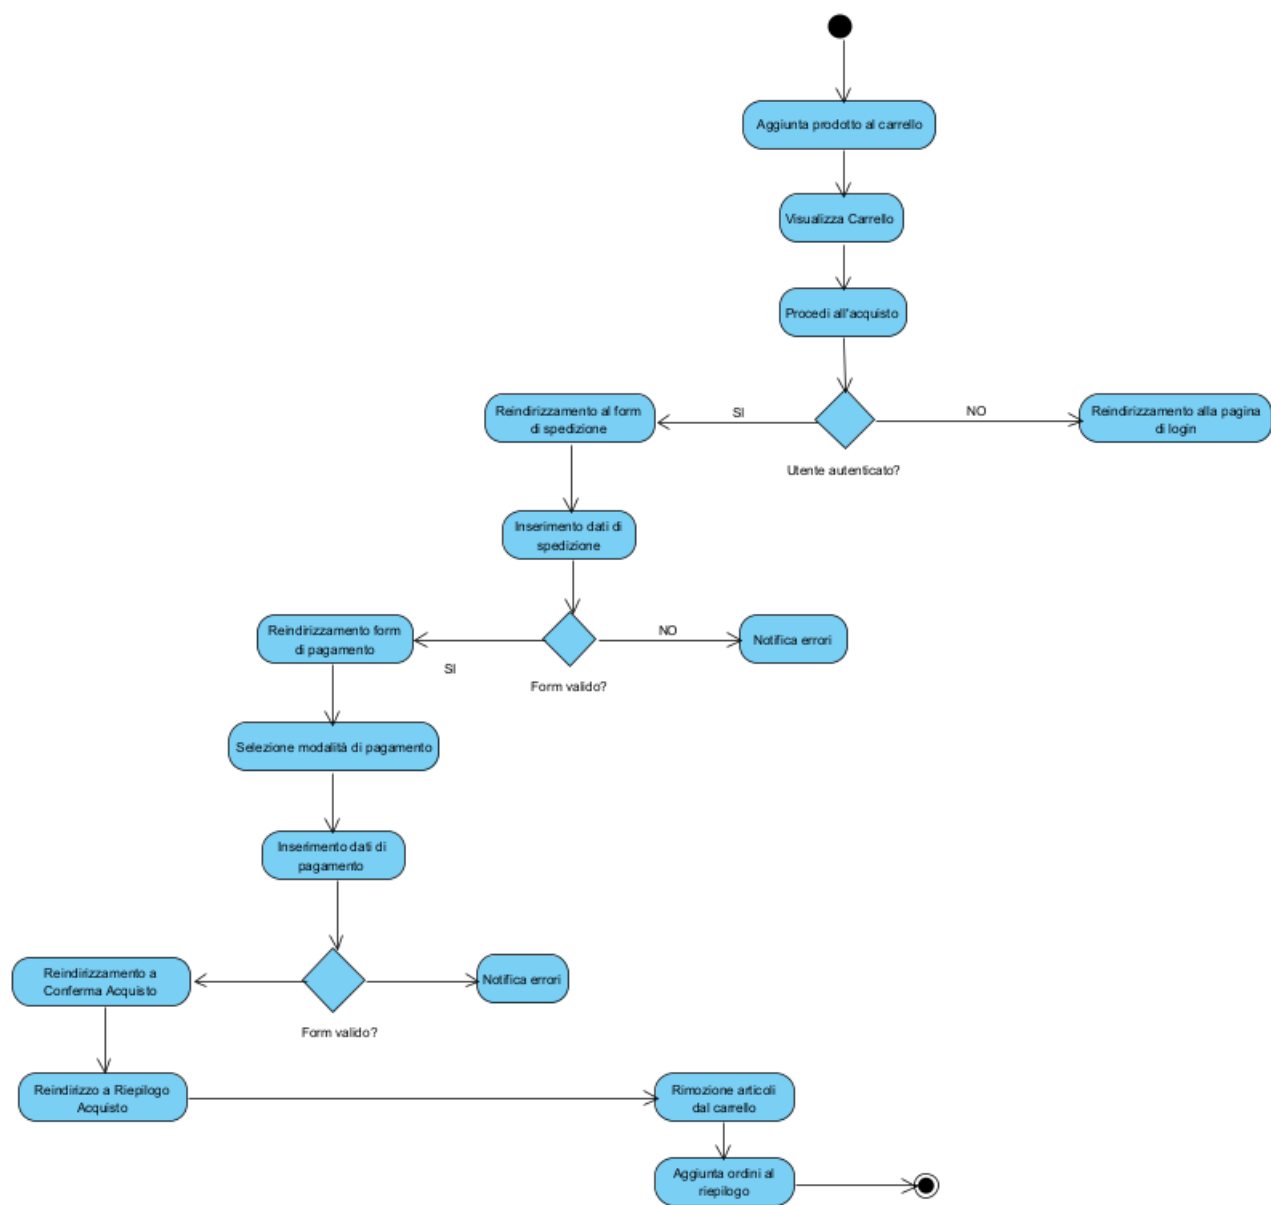 Aggiunta prodotto al carrello
Visualizza Carrello
Procedi all'acquisto
Reindirizzamento al form
di spedizione
SI
NO
Reindirizzamento alla pagina
di login
Utente autenticato?
Inserimento dati di
spedizione
Reindirizzamento form
di pagamento
SI
NO
Notifica errori
Form valido?
Selezione modalità di pagamento
Inserimento dati di
pagamento
Reindirizzamento a
Conferma Acquisto
Notifica errori
Form valido?
Reindirizzo a Riepilogo
Acquisto
Rimozione articoli
dal carrello
Aggiunta ordini al
riepilogo